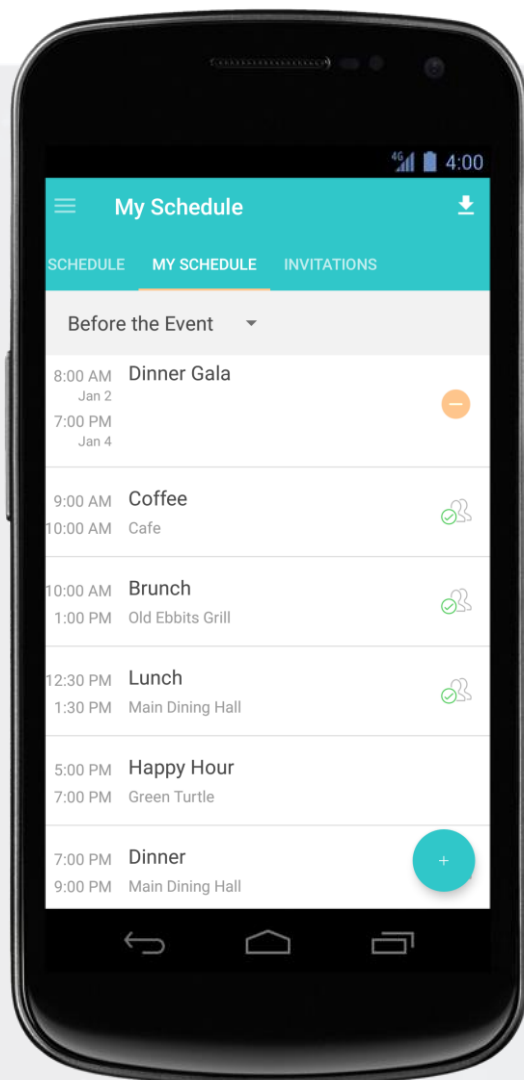 4G 4:00
My Schedule
SCHEDULE MY SCHEDULE INVITATIONS
Before the Event
8:00 AM Dinner Gala
Jan 2
7:00 PM
Jan 4
9:00 AM Coffee
10:00 AM Cafe
10:00 AM Brunch
1:00 PM Old Ebbits Grill
12:30 PM Lunch
1:30 PM Main Dining Hall
5:00 PM Happy Hour
7:00 PM Green Turtle
7:00 PM Dinner
9:00 PM Main Dining Hall